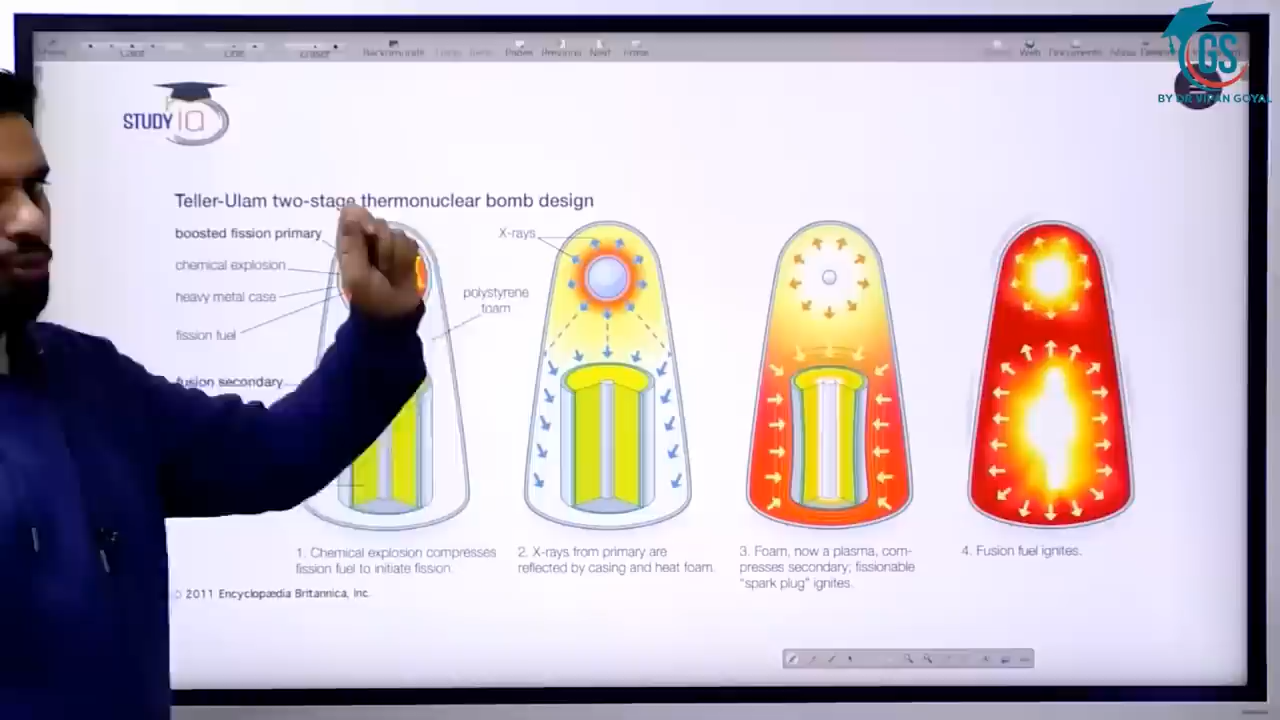 GS
BY DR VIPAN GOYAL
Web Documents
STUDY IQ
Teller-Ulam two-stage thermonuclear bomb design
boosted fission primary
chemical explosion
heavy metal case
fission fuel
fusion secondary
X-rays
polystyrene
foam
1. Chemical explosion compresses
fission fuel to initiate fission.
2. X-rays from primary are
reflected by casing and heat foam.
3. Foam, now a plasma, com-
presses secondary; fissionable
"spark plug" ignites.
4. Fusion fuel ignites.
© 2011 Encyclopædia Britannica, Inc.